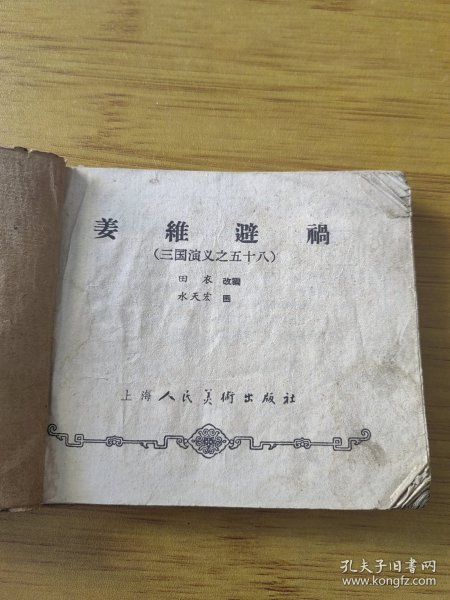 姜維避禍
(三国演义之五十八)
田衣 改編
水天宏 画
上海人民美術出版社
孔夫子旧书网
www.kongfz.com